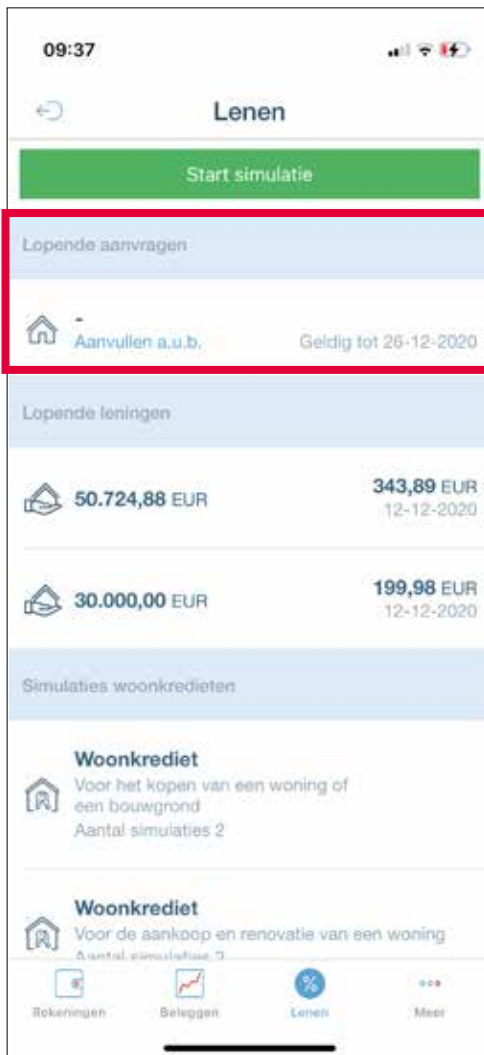 09:37
Lenen
Start simulatie
Lopende aanvragen
-
Aanvullen a.u.b.
Geldig tot 26-12-2020
Lopende leningen
50.724,88 EUR
343,89 EUR
12-12-2020
30.000,00 EUR
199,98 EUR
12-12-2020
Simulaties woonkredieten
Woonkrediet
Voor het kopen van een woning of
een bouwgrond
Aantal simulaties 2
Woonkrediet
Voor de aankoop en renovatie van een woning
Aantal simulaties 2
Rekeningen
Beleggen
Lenen
Meer